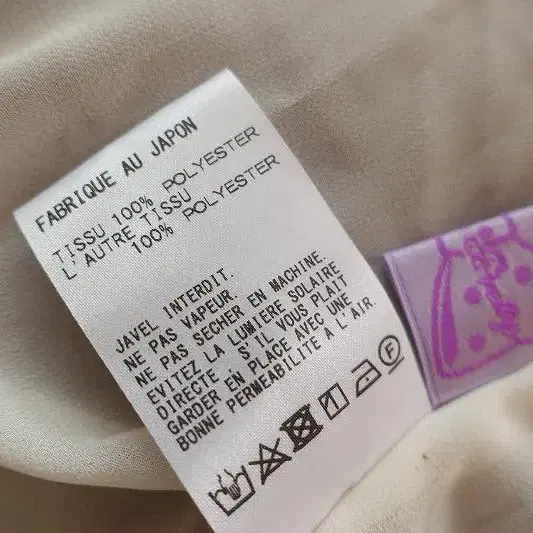 FABRIQUE AU JAPON
TISSU 100% POLYESTER
L'AUTRE TISSU
100% POLYESTER
JAVEL INTERDIT.
NE PAS VAPEUR.
NE PAS SECHER EN MACHINE.
EVITEZ LA LUMIERE SOLAIRE
DIRECTE , S'IL VOUS PLAIT
GARDER EN PLACE AVEC UNE
BONNE PERMEABILITE A L'AIR.
F